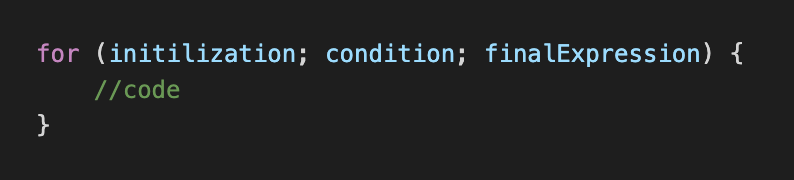 for (initilization; condition; finalExpression) {
    //code
}